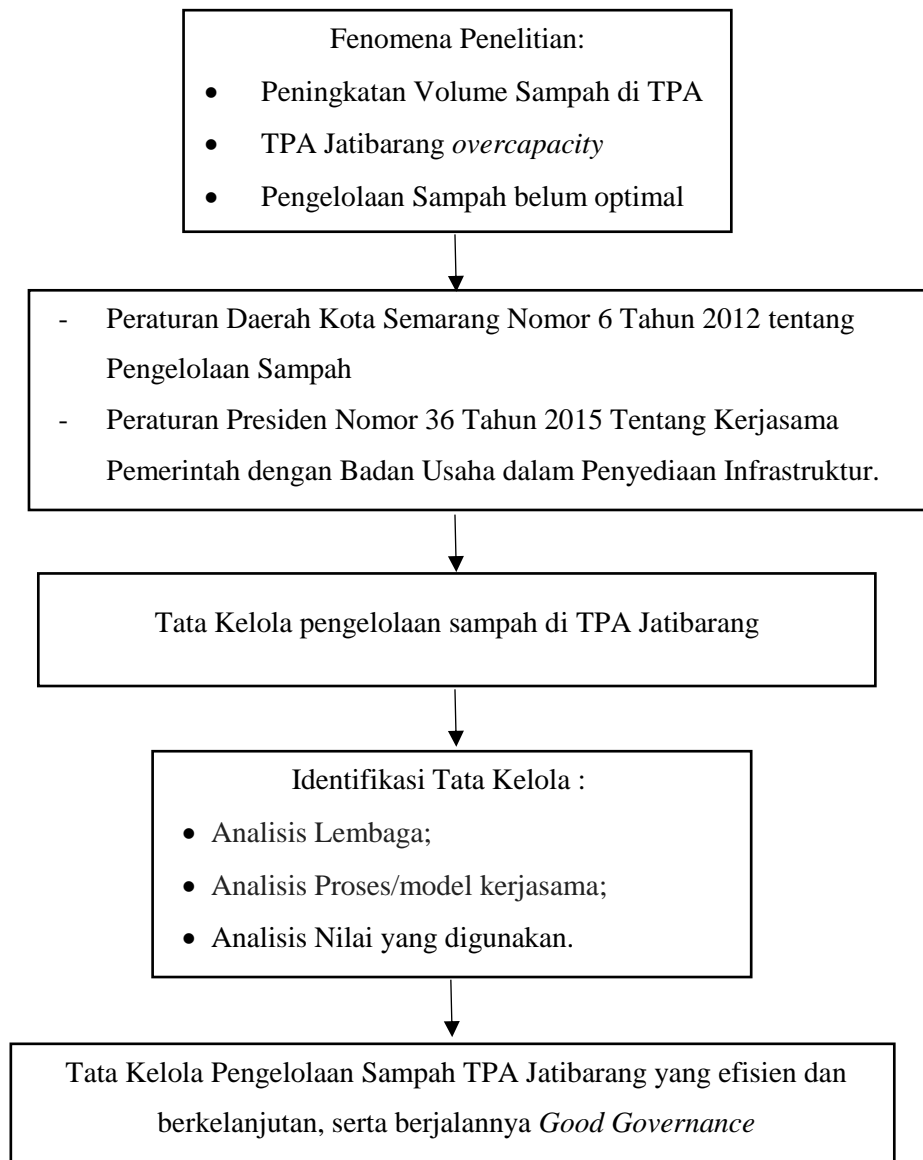 Fenomena Penelitian:
• Peningkatan Volume Sampah di TPA
• TPA Jatibarang overcapacity
• Pengelolaan Sampah belum optimal
- Peraturan Daerah Kota Semarang Nomor 6 Tahun 2012 tentang
Pengelolaan Sampah
- Peraturan Presiden Nomor 36 Tahun 2015 Tentang Kerjasama
Pemerintah dengan Badan Usaha dalam Penyediaan Infrastruktur.
Tata Kelola pengelolaan sampah di TPA Jatibarang
Identifikasi Tata Kelola :
• Analisis Lembaga;
• Analisis Proses/model kerjasama;
• Analisis Nilai yang digunakan.
Tata Kelola Pengelolaan Sampah TPA Jatibarang yang efisien dan
berkelanjutan, serta berjalannya Good Governance